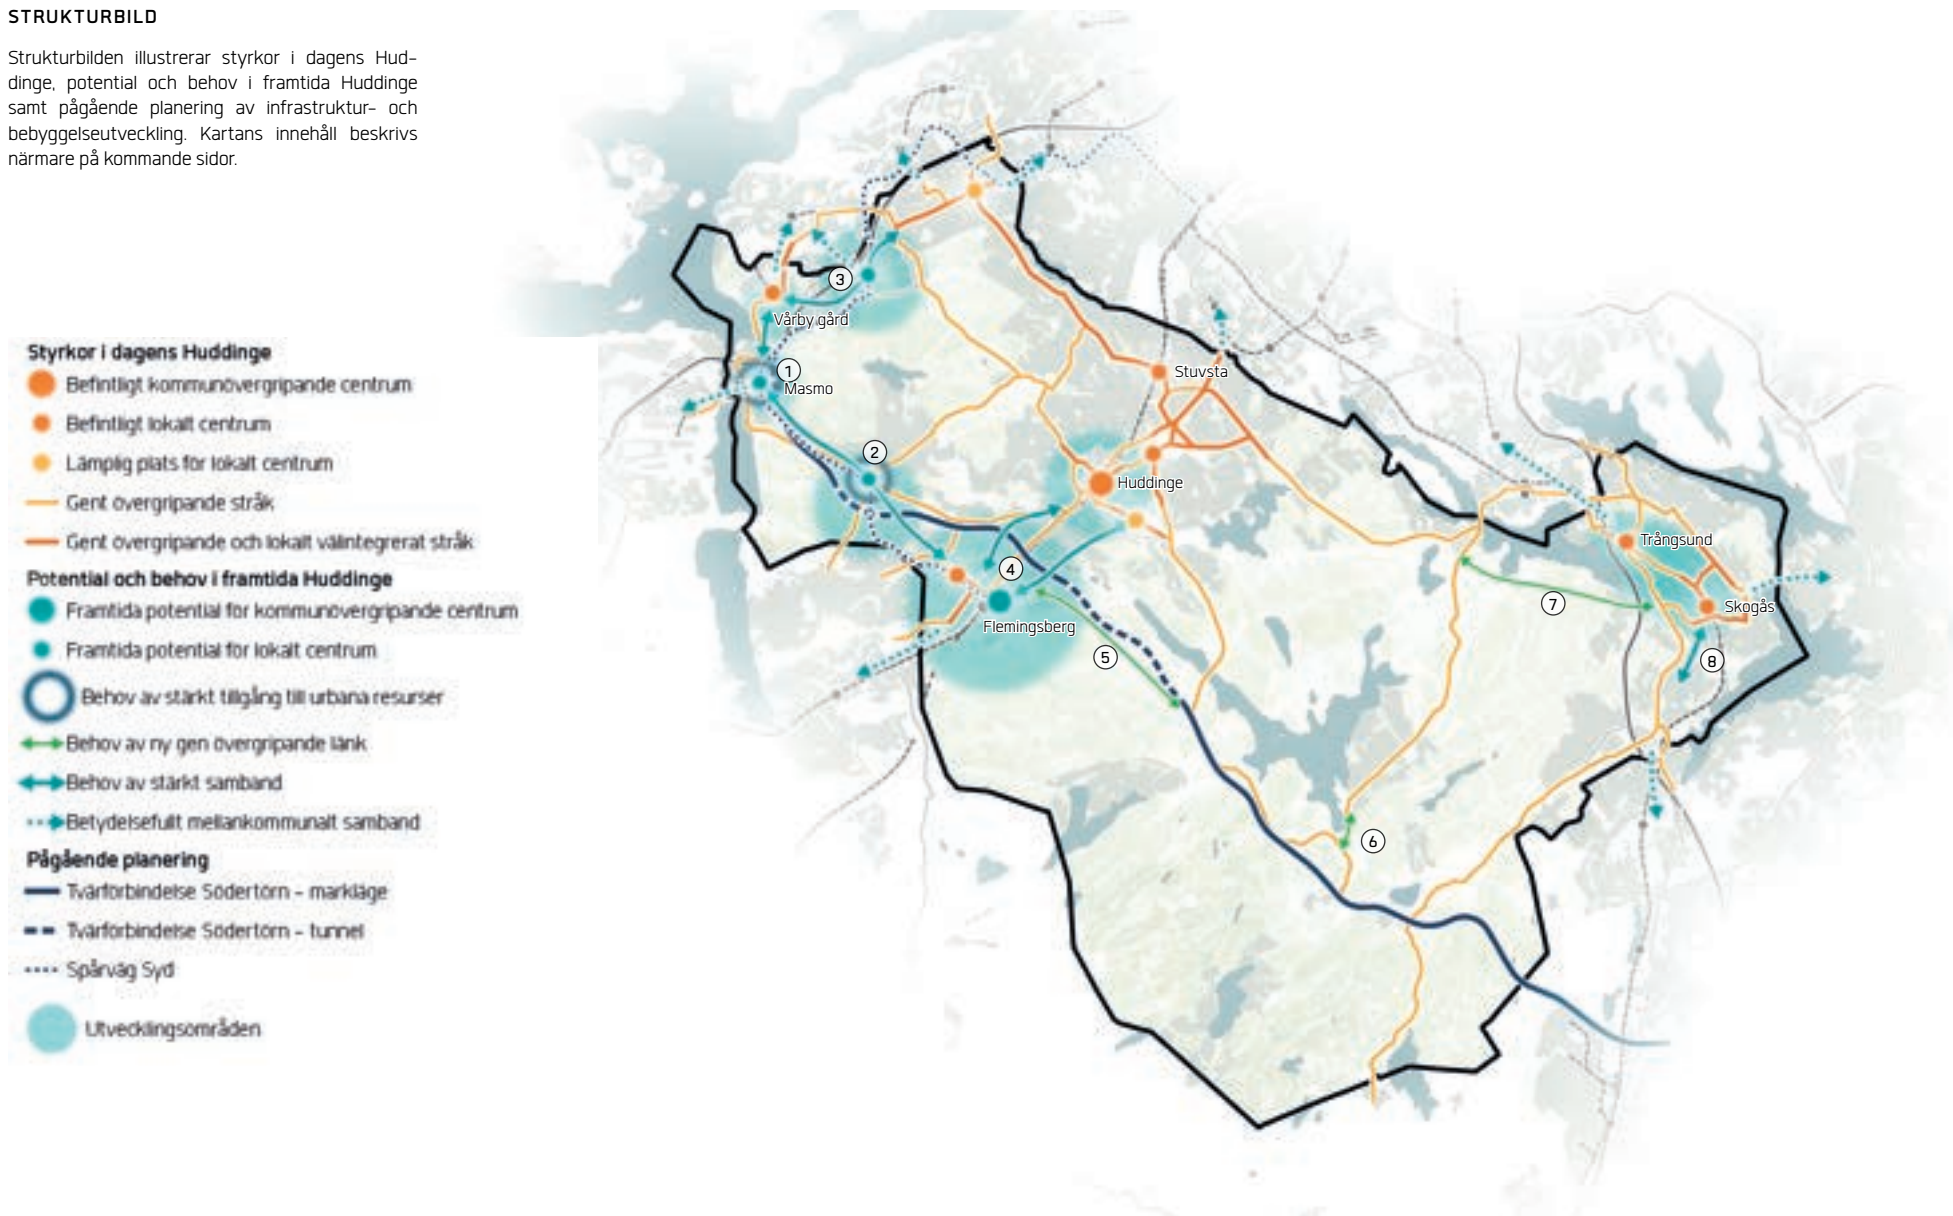 STRUKTURBILD
Strukturbilden illustrerar styrkor i dagens Hud-
dinge, potential och behov i framtida Huddinge
samt pågående planering av infrastruktur- och
bebyggelseutveckling. Kartans innehåll beskrivs
närmare på kommande sidor.
Styrkor i dagens Huddinge
Befintligt kommunövergripande centrum
Befintligt lokalt centrum
Lämplig plats för lokalt centrum
Gent övergripande stråk
Gent övergripande och lokalt välintegrerat stråk
Potential och behov i framtida Huddinge
Framtida potential för kommunövergripande centrum
Framtida potential för lokalt centrum
Behov av stärkt tillgång till urbana resurser
Behov av ny gen övergripande länk
Behov av stärkt samband
Betydelsefullt mellankommunalt samband
Pågående planering
Tvärförbindelse Södertörn - markläge
Tvärförbindelse Södertörn - tunnel
Spårväg Syd
Utvecklingsområden
3
Vårby gård
1
Masmo
Stuvsta
2
Huddinge
Trångsund
4
7
Skogås
Flemingsberg
5
8
6